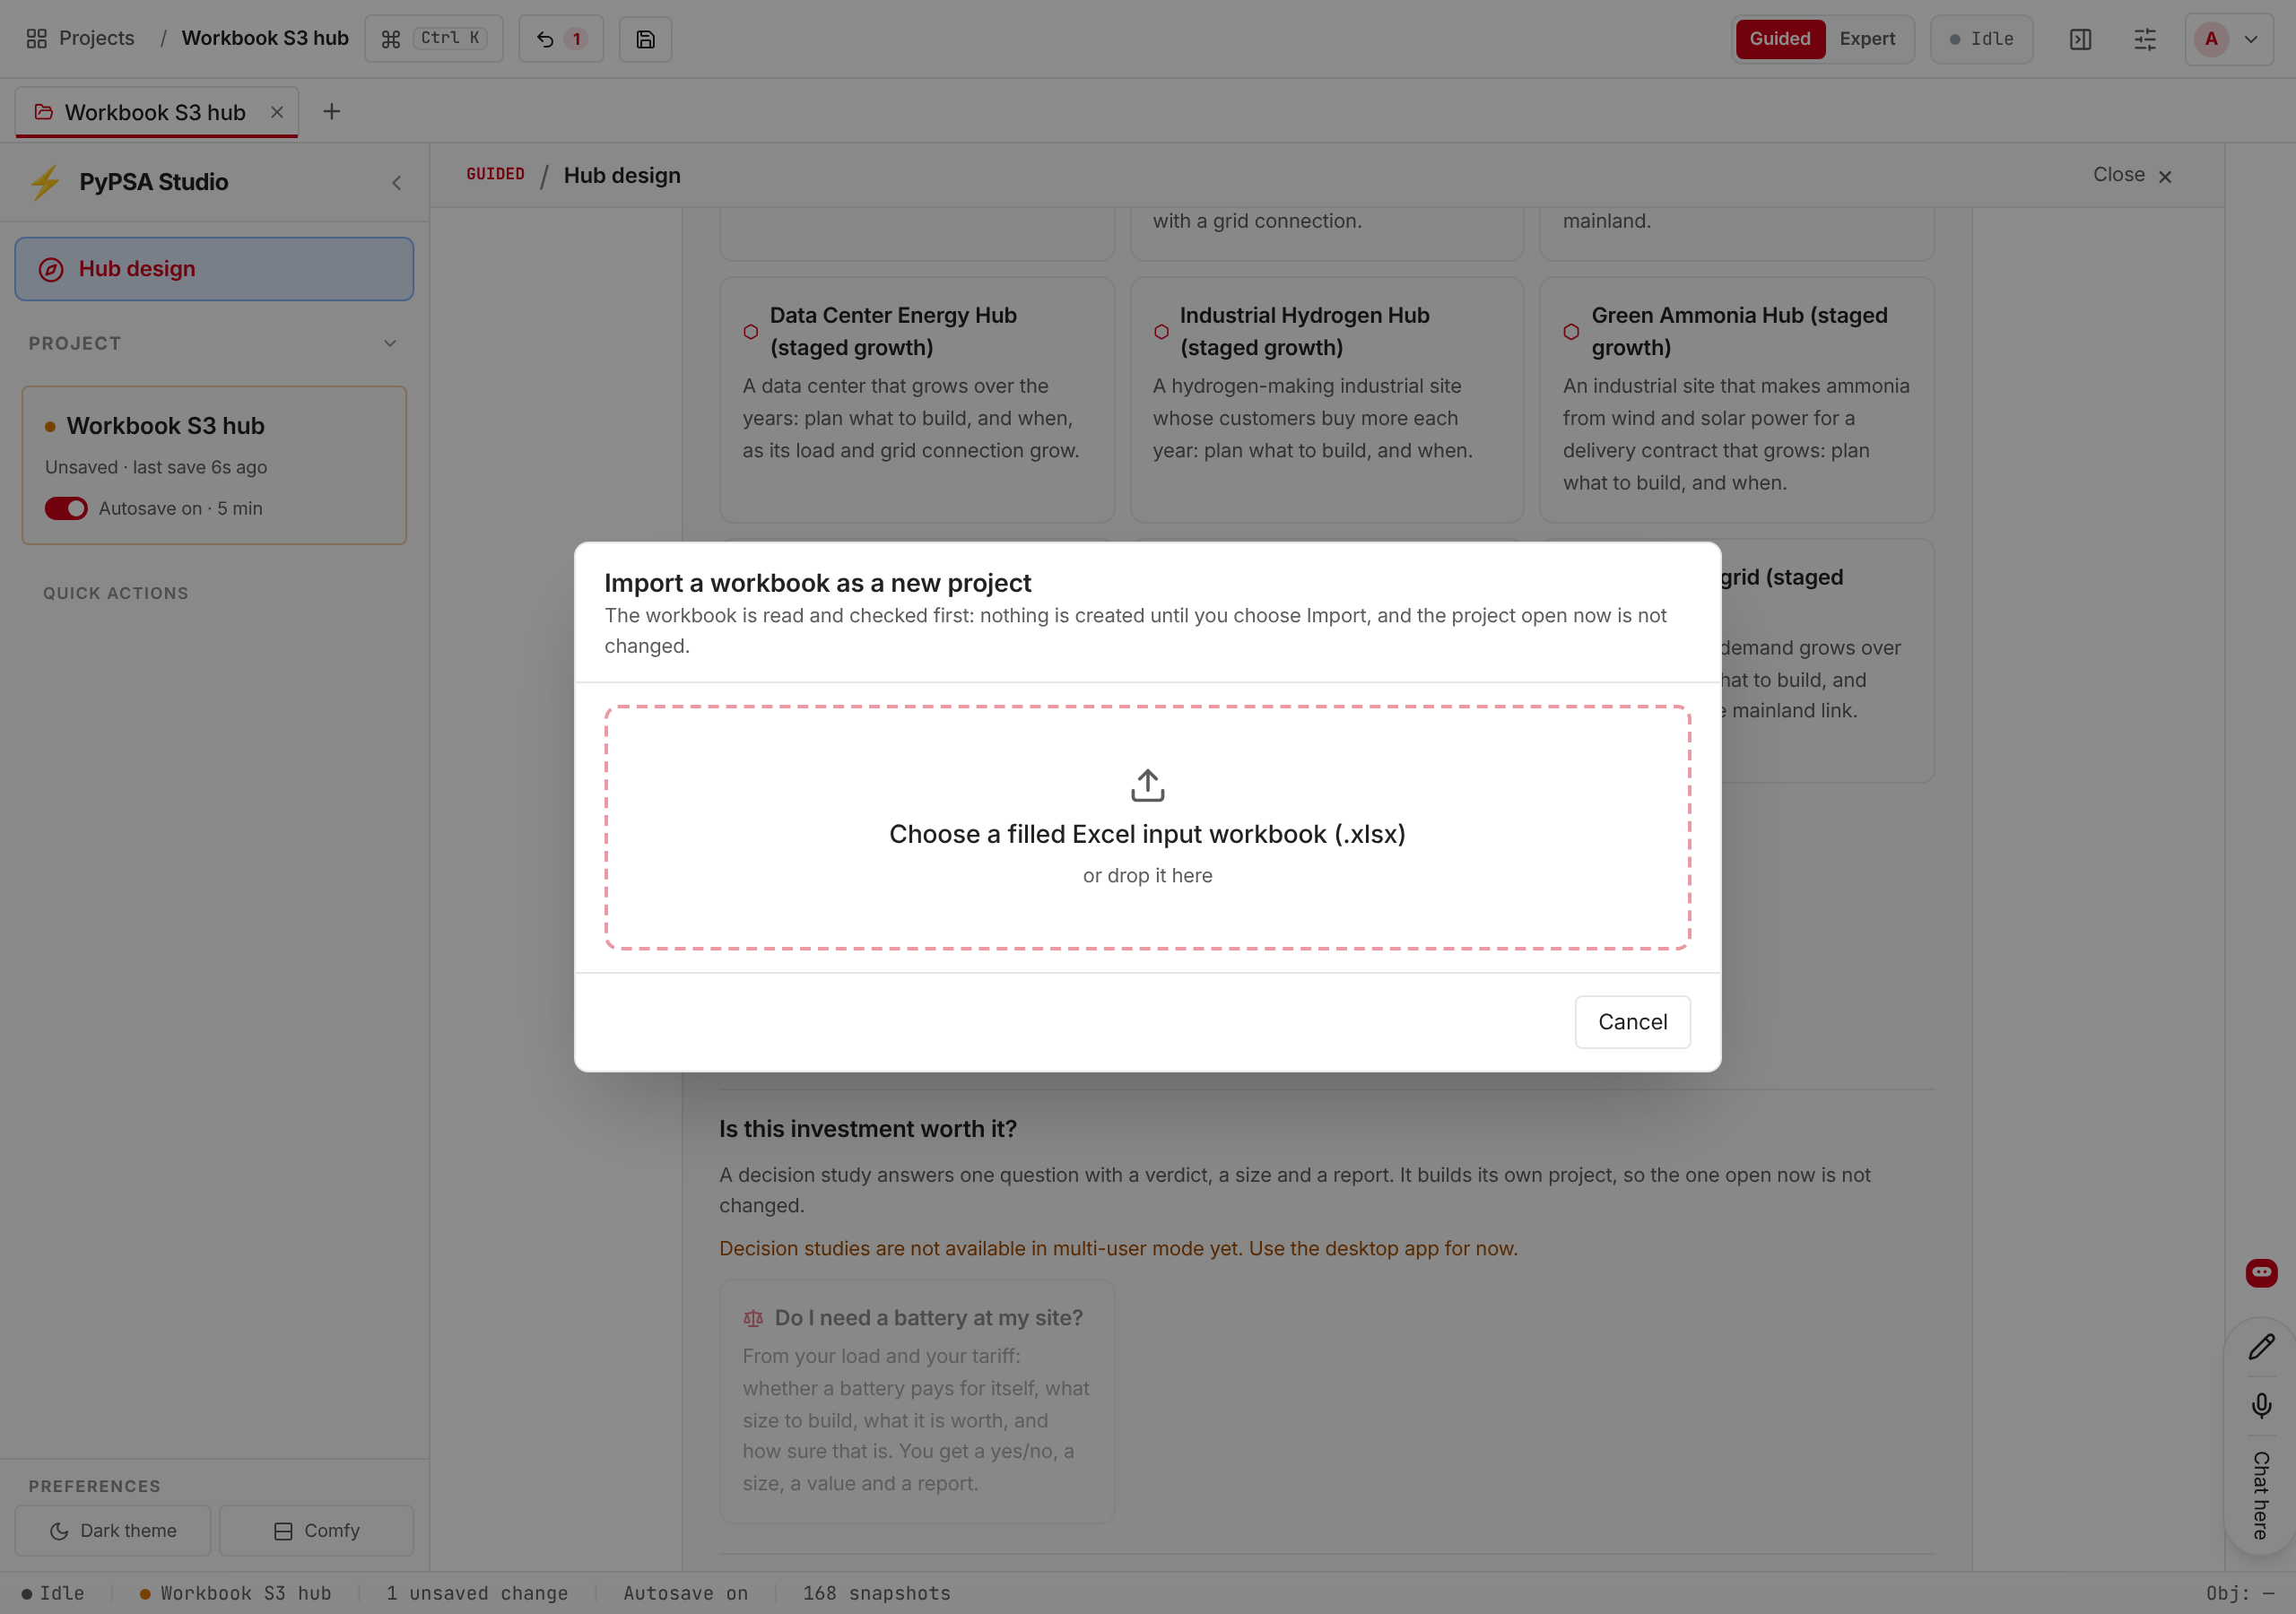 Projects / Workbook S3 hub Ctrl K 1 Guided Expert Idle A
Workbook S3 hub
PyPSA Studio
GUIDED / Hub design Close
Hub design
PROJECT
Workbook S3 hub
Unsaved · last save 6s ago
Autosave on · 5 min
QUICK ACTIONS
PREFERENCES
Dark theme Comfy
with a grid connection.
mainland.
Data Center Energy Hub
(staged growth)
A data center that grows over the
years: plan what to build, and when,
as its load and grid connection grow.
Industrial Hydrogen Hub
(staged growth)
A hydrogen-making industrial site
whose customers buy more each
year: plan what to build, and when.
Green Ammonia Hub (staged
growth)
An industrial site that makes ammonia
from wind and solar power for a
delivery contract that grows: plan
what to build, and when.
grid (staged
demand grows over
to build, and
mainland link.
Import a workbook as a new project
The workbook is read and checked first: nothing is created until you choose Import, and the project open now is not
changed.
Choose a filled Excel input workbook (.xlsx)
or drop it here
Cancel
Is this investment worth it?
A decision study answers one question with a verdict, a size and a report. It builds its own project, so the one open now is not
changed.
Decision studies are not available in multi-user mode yet. Use the desktop app for now.
Do I need a battery at my site?
From your load and your tariff:
whether a battery pays for itself, what
size to build, what it is worth, and
how sure that is. You get a yes/no, a
size, a value and a report.
Chat here
Idle Workbook S3 hub 1 unsaved change Autosave on 168 snapshots Obj: —